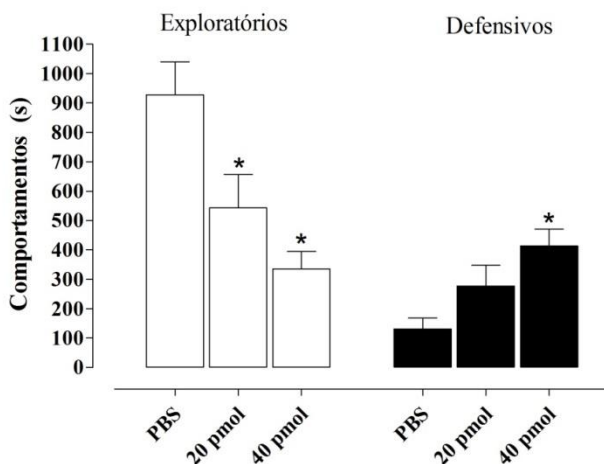 Exploratórios
Defensivos
Comportamentos (s)
1100
1000
900
800
700
600
500
400
300
200
100
0
*
*
*
PBS
20 pmol
40 pmol
PBS
20 pmol
40 pmol